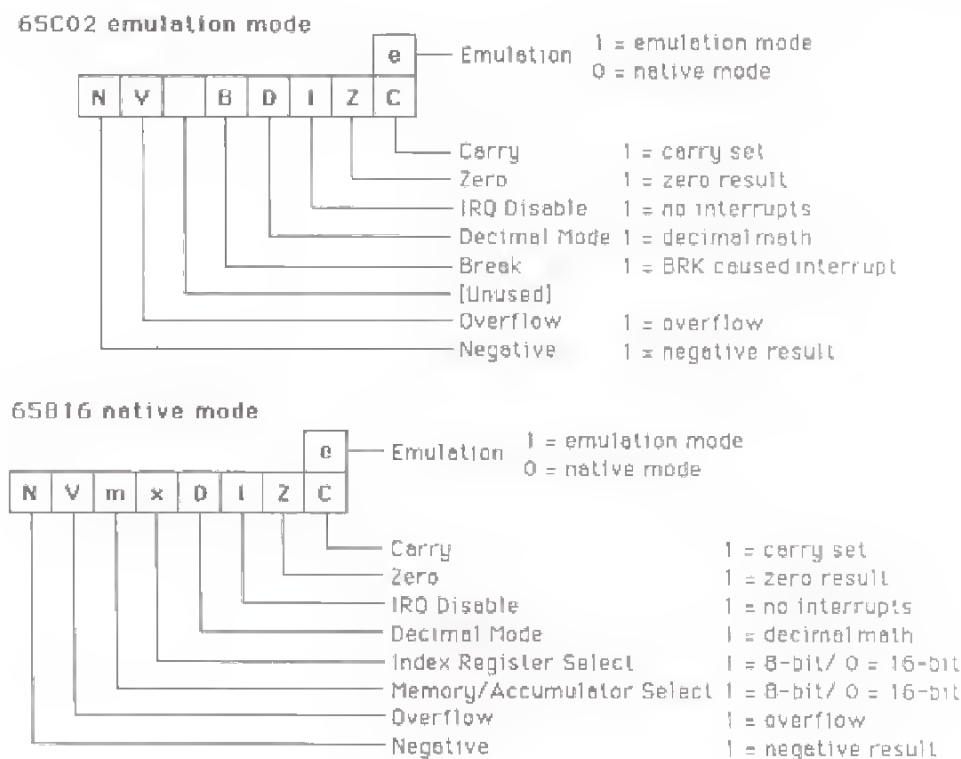 65C02 emulation mode
e Emulation 1 = emulation mode
0 = native mode
N V B D I Z C
Carry 1 = carry set
Zero 1 = zero result
IRQ Disable 1 = no interrupts
Decimal Mode 1 = decimal math
Break 1 = BRK caused interrupt
[Unused]
Overflow 1 = overflow
Negative 1 = negative result
65816 native mode
e Emulation 1 = emulation mode
0 = native mode
N V m x D I Z C
Carry 1 = carry set
Zero 1 = zero result
IRQ Disable 1 = no interrupts
Decimal Mode 1 = decimal math
Index Register Select 1 = 8-bit/ 0 = 16-bit
Memory/Accumulator Select 1 = 8-bit/ 0 = 16-bit
Overflow 1 = overflow
Negative 1 = negative result